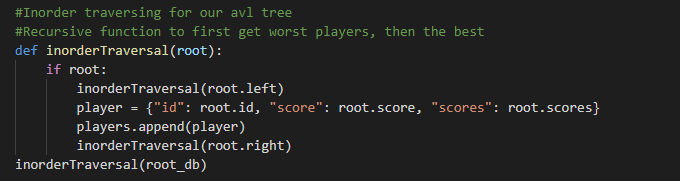 #Inorder traversing for our avl tree
#Recursive function to first get worst players, then the best
def inorderTraversal(root):
    if root:
        inorderTraversal(root.left)
        player = {"id": root.id, "score": root.score, "scores": root.scores}
        players.append(player)
        inorderTraversal(root.right)
inorderTraversal(root_db)